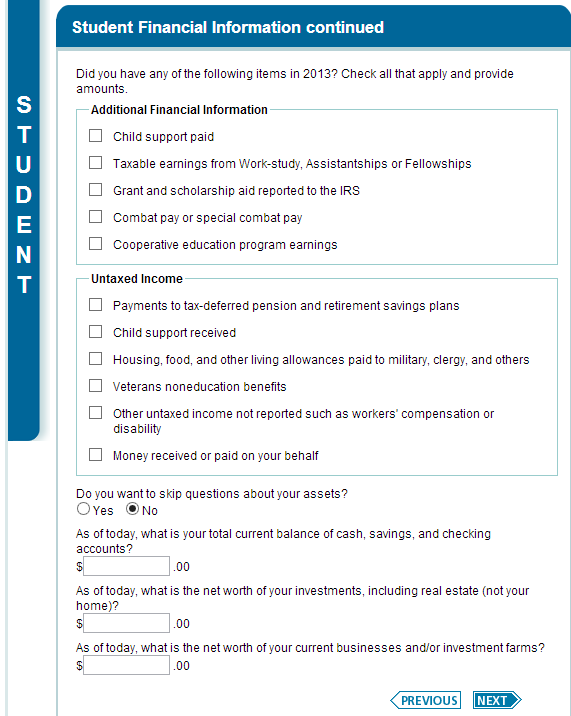 Student Financial Information continued
STUDENT
Did you have any of the following items in 2013? Check all that apply and provide
amounts.
Additional Financial Information
Child support paid
Taxable earnings from Work-study, Assistantships or Fellowships
Grant and scholarship aid reported to the IRS
Combat pay or special combat pay
Cooperative education program earnings
Untaxed Income
Payments to tax-deferred pension and retirement savings plans
Child support received
Housing, food, and other living allowances paid to military, clergy, and others
Veterans noneducation benefits
Other untaxed income not reported such as workers' compensation or
disability
Money received or paid on your behalf
Do you want to skip questions about your assets?
Yes No
As of today, what is your total current balance of cash, savings, and checking
accounts?
$ .00
As of today, what is the net worth of your investments, including real estate (not your
home)?
$ .00
As of today, what is the net worth of your current businesses and/or investment farms?
$ .00
PREVIOUS NEXT